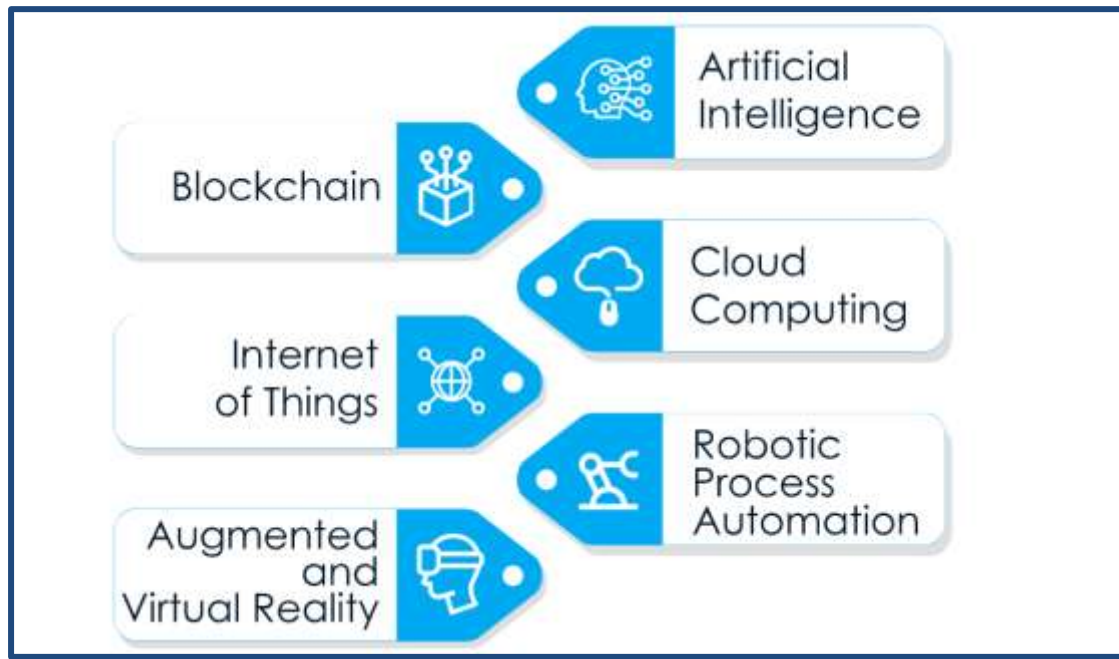 Artificial
Intelligence
Blockchain
Cloud
Computing
Internet
of Things
Robotic
Process
Automation
Augmented
and
Virtual Reality